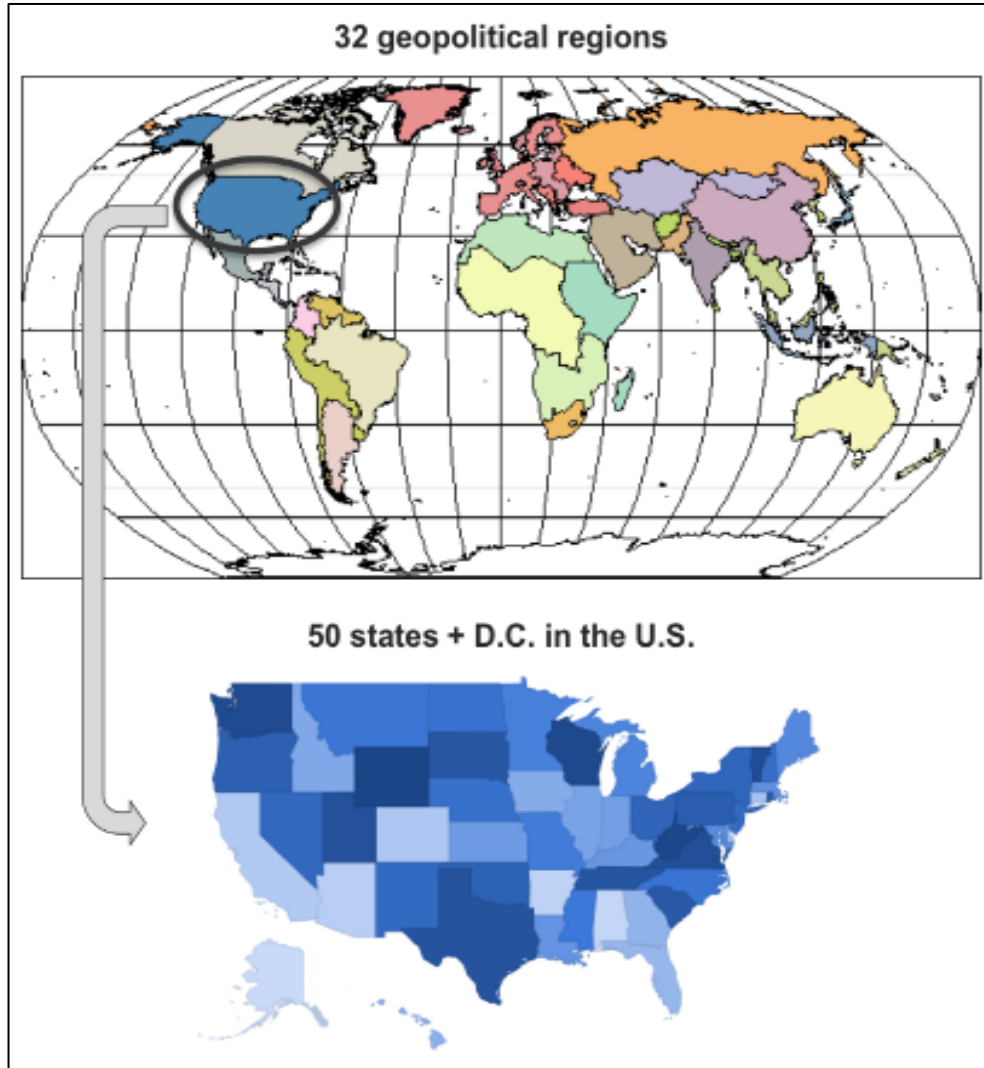 32 geopolitical regions
50 states + D.C. in the U.S.